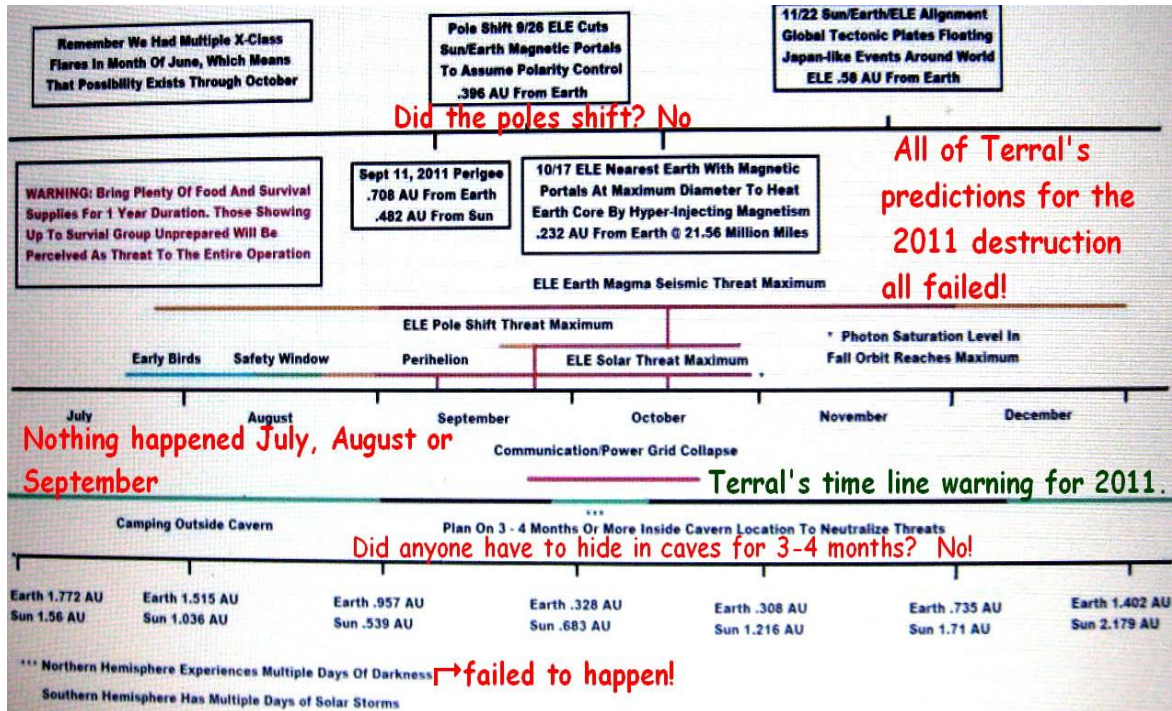 Remember We Had Multiple X-Class
Flares In Month Of June, Which Means
That Possibility Exists Through October
Pole Shift 9/26 ELE Cuts
Sun/Earth Magnetic Portals
To Assume Polarity Control
.396 AU From Earth
11/22 Sun/Earth/ELE Alignment
Global Tectonic Plates Floating
Japan-like Events Around World
ELE .58 AU From Earth
Did the poles shift? No
WARNING: Bring Plenty Of Food And Survival
Supplies For 1 Year Duration. Those Showing
Up To Survial Group Unprepared Will Be
Perceived As Threat To The Entire Operation
Sept 11, 2011 Perigee
.708 AU From Earth
.482 AU From Sun
10/17 ELE Nearest Earth With Magnetic
Portals At Maximum Diameter To Heat
Earth Core By Hyper-Injecting Magnetism
.232 AU From Earth @ 21.56 Million Miles
All of Terral's
predictions for the
2011 destruction
all failed!
ELE Earth Magma Seismic Threat Maximum
ELE Pole Shift Threat Maximum
* Photon Saturation Level In
Fall Orbit Reaches Maximum
Early Birds
Safety Window
Perihelion
ELE Solar Threat Maximum
*
July
August
September
October
November
December
Nothing happened July, August or
September
Communication/Power Grid Collapse
Terral's time line warning for 2011.
Camping Outside Cavern
***
Plan On 3 - 4 Months Or More Inside Cavern Location To Neutralize Threats
Did anyone have to hide in caves for 3-4 months? No!
Earth 1.772 AU
Sun 1.56 AU
Earth 1.515 AU
Sun 1.036 AU
Earth .957 AU
Sun .539 AU
Earth .328 AU
Sun .683 AU
Earth .308 AU
Sun 1.216 AU
Earth .735 AU
Sun 1.71 AU
Earth 1.402 AU
Sun 2.179 AU
*** Northern Hemisphere Experiences Multiple Days Of Darkness
failed to happen!
Southern Hemisphere Has Multiple Days of Solar Storms